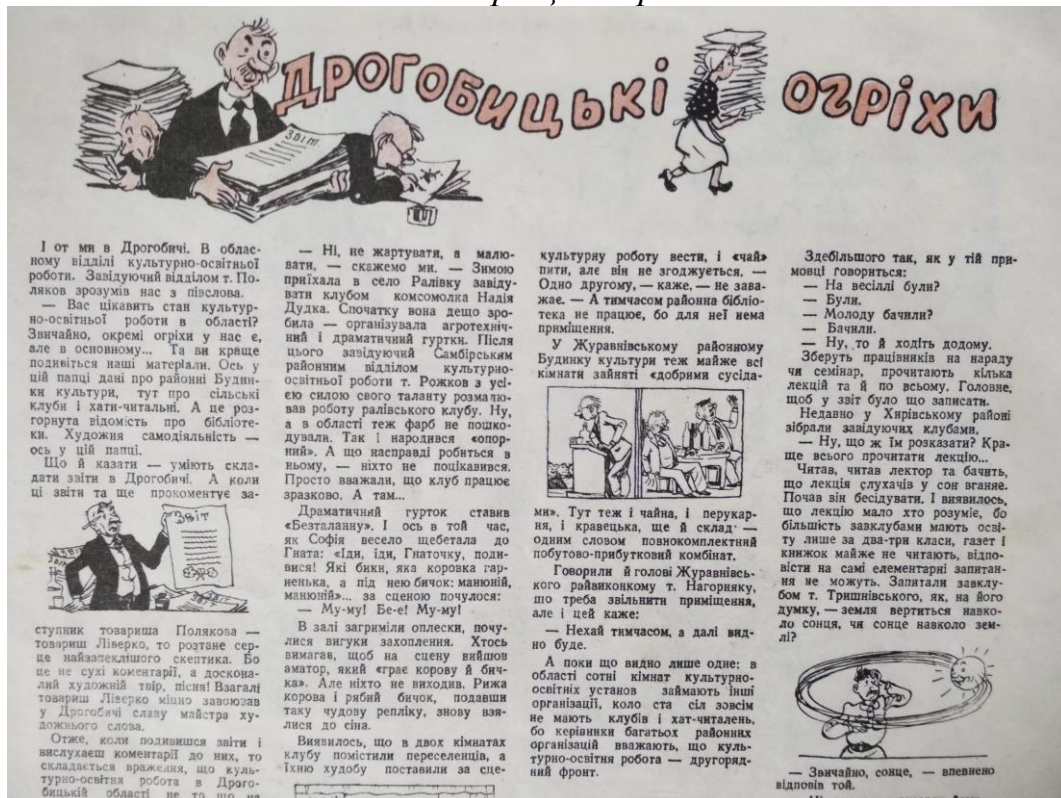 ДРОГОБИЦЬКІ ОГРІХИ
ЗВІТ
І от ми в Дрогобичі. В облас-
ному відділі культурно-освітньої
роботи. Завідуючий відділом т. По-
ляков зрозумів нас з півслова.
— Вас цікавить стан культур-
но-освітньої роботи в області?
Звичайно, окремі огріхи у нас є,
але в основному... Та ви краще
подивіться наші матеріали. Ось у
цій папці дані про районні Будин-
ки культури, тут про сільські
клуби і хати-читальні. А це роз-
горнута відомість про бібліоте-
ки. Художня самодіяльність —
ось у цій папці.
Що й казати — уміють скла-
дати звіти в Дрогобичі. А коли
ці звіти та ще прокоментує за-
ЗВІТ
ступник товариша Полякова —
товариш Ліверко, то розтане сер-
це найзапеклішого скептика. Бо
це не сухі коментарії, а доскона-
лий художній твір, пісня! Взагалі
товариш Ліверко міцно завоював
у Дрогобичі славу майстра ху-
дожнього слова.
Отже, коли подивишся звіти і
вислухаєш коментарії до них, то
складається враження, що куль-
турно-освітня робота в Дрого-
бицькій області не то що на
— Ні, не жартувати, а малю-
вати, — скажемо ми. — Зимою
приїхала в село Ралівку завіду-
вати клубом комсомолка Надія
Дудка. Спочатку вона дещо зро-
била — організувала агротехніч-
ний і драматичний гуртки. Після
цього завідуючий Самбірським
районним відділом культурно-
освітньої роботи т. Рожков з усі-
єю силою свого таланту розмалю-
вав роботу ралівського клубу. Ну,
а в області теж фарб не пошко-
дували. Так і народився «опор-
ний». А що насправді робиться в
ньому, — ніхто не поцікавився.
Просто вважали, що клуб працює
зразково. А там...
Драматичний гурток ставив
«Безталанну». І ось в той час,
як Софія весело щебетала до
Гната: «Іди, іди, Гнаточку, поди-
вися! Які бики, яка коровка гар-
ненька, а під нею бичок: манюній,
манюній»... за сценою почулося:
— Му-му! Бе-е! Му-му!
В залі загриміли оплески, почу-
лися вигуки захоплення. Хтось
вимагав, щоб на сцену вийшов
аматор, який «грає корову й бич-
ка». Але ніхто не виходив. Рижа
корова і рябий бичок, подавши
таку чудову репліку, знову взя-
лися до сіна.
Виявилось, що в двох кімнатах
клубу помістили переселенців, а
їхню худобу поставили за сце-
культурну роботу вести, і «чай»
пити, але він не згоджується. —
Одно другому, — каже, — не зава-
жає. — А тимчасом районна бібліо-
тека не працює, бо для неї нема
приміщення.
У Журавнівському районному
Будинку культури теж майже всі
кімнати зайняті «добрими сусіда-
ми». Тут теж і чайна, і перукар-
ня, і кравецька, ще й склад —
одним словом повнокомплектний
побутово-прибутковий комбінат.
Говорили й голові Журавнівсь-
кого райвиконкому т. Нагорняку,
що треба звільнити приміщення,
але і цей каже:
— Нехай тимчасом, а далі вид-
но буде.
А поки що видно лише одне: в
області сотні кімнат культурно-
освітніх установ займають інші
організації, коло ста сіл зовсім
не мають клубів і хат-читалень,
бо керівники багатьох районних
організацій вважають, що куль-
турно-освітня робота — другоряд-
ний фронт.
Здебільшого так, як у тій при-
мовці говориться:
— На весіллі були?
— Були.
— Молоду бачили?
— Бачили.
— Ну, то й ходіть додому.
Зберуть працівників на нараду
чи семінар, прочитають кілька
лекцій та й по всьому. Головне,
щоб у звіт було що записати.
Недавно у Хирівському районі
зібрали завідуючих клубами.
— Ну, що ж їм розказати? Кра-
ще всього прочитати лекцію...
Читав, читав лектор та бачить,
що лекція слухачів у сон вганяє.
Почав він бесідувати. І виявилось,
що лекцію мало хто розуміє, бо
більшість завклубами мають осві-
ту лише за два-три класи, газет і
книжок майже не читають, відпо-
вісти на самі елементарні запитан-
ня не можуть. Запитали завклу-
бом т. Тришнівського, як, на його
думку, — земля вертиться навко-
ло сонця, чи сонце навколо зем-
лі?
— Звичайно, сонце, — впевнено
відповів той.